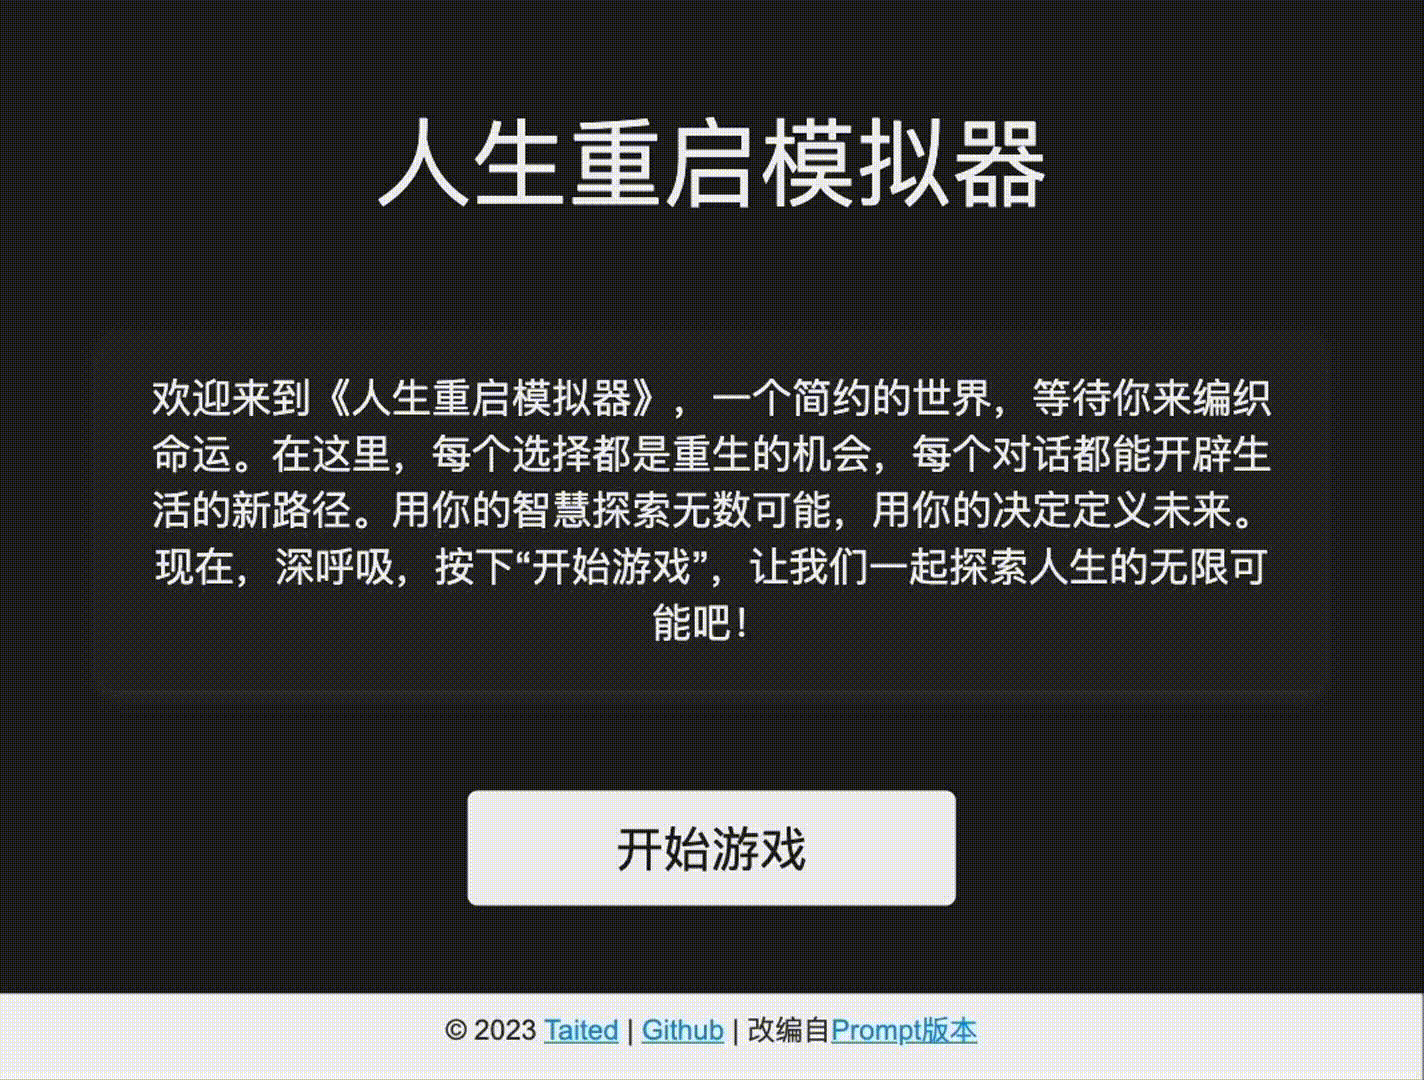 人生重启模拟器
欢迎来到《人生重启模拟器》，一个简约的世界，等待你来编织
命运。在这里，每个选择都是重生的机会，每个对话都能开辟生
活的新路径。用你的智慧探索无数可能，用你的决定定义未来。
现在，深呼吸，按下“开始游戏”，让我们一起探索人生的无限可
能吧！
开始游戏
© 2023 Taited | Github | 改编自Prompt版本